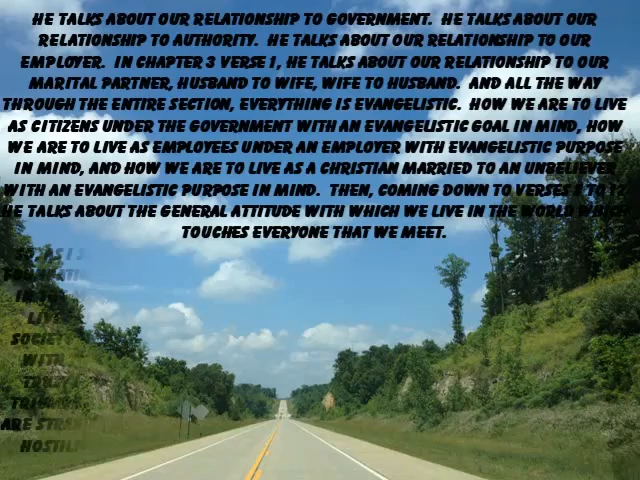 HE TALKS ABOUT OUR RELATIONSHIP TO GOVERNMENT. HE TALKS ABOUT OUR
RELATIONSHIP TO AUTHORITY. HE TALKS ABOUT OUR RELATIONSHIP TO OUR
EMPLOYER. IN CHAPTER 3 VERSE 1, HE TALKS ABOUT OUR RELATIONSHIP TO OUR
MARITAL PARTNER, HUSBAND TO WIFE, WIFE TO HUSBAND. AND ALL THE WAY
THROUGH THE ENTIRE SECTION, EVERYTHING IS EVANGELISTIC. HOW WE ARE TO LIVE
AS CITIZENS UNDER THE GOVERNMENT WITH AN EVANGELISTIC GOAL IN MIND, HOW
WE ARE TO LIVE AS EMPLOYEES UNDER AN EMPLOYER WITH EVANGELISTIC PURPOSE
IN MIND, AND HOW WE ARE TO LIVE AS A CHRISTIAN MARRIED TO AN UNBELIEVER
WITH AN EVANGELISTIC PURPOSE IN MIND. THEN, COMING DOWN TO VERSES TO
HE TALKS ABOUT THE GENERAL ATTITUDE WITH WHICH WE LIVE IN THE WORLD WHICH
TOUCHES EVERYONE THAT WE MEET.
AS I
IN
WITH
ARE